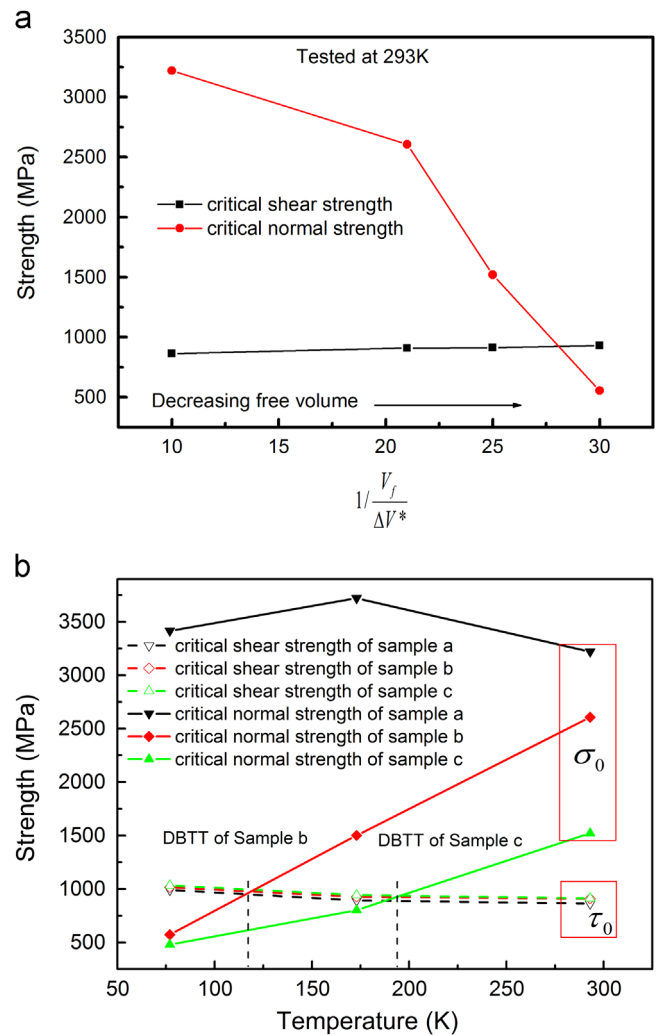 a
3500
3000
2500
2000
1500
1000
500
Strength (MPa)
Tested at 293K
critical shear strength
critical normal strength
Decreasing free volume
10
15
20
25
30
1/ V_f / ΔV*
b
3500
3000
2500
2000
1500
1000
500
Strength (MPa)
critical shear strength of sample a
critical shear strength of sample b
critical shear strength of sample c
critical normal strength of sample a
critical normal strength of sample b
critical normal strength of sample c
σ₀
DBTT of Sample b
DBTT of Sample c
τ₀
50
100
150
200
250
300
Temperature (K)